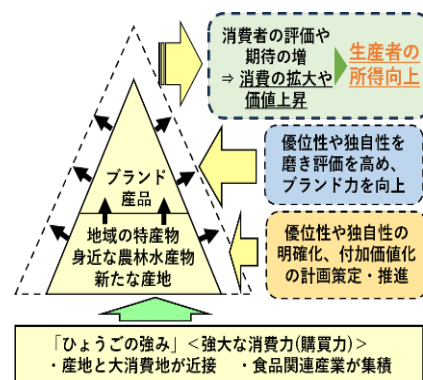 消費者の評価や
期待の増
⇒ 消費の拡大や
価値上昇
生産者の
所得向上
ブランド
産品
優位性や独自性を
磨き評価を高め、
ブランド力を向上
地域の特産物
身近な農林水産物
新たな産地
優位性や独自性の
明確化、付加価値化
の計画策定・推進
「ひょうごの強み」<強大な消費力(購買力)>
・産地と大消費地が近接 ・食品関連産業が集積